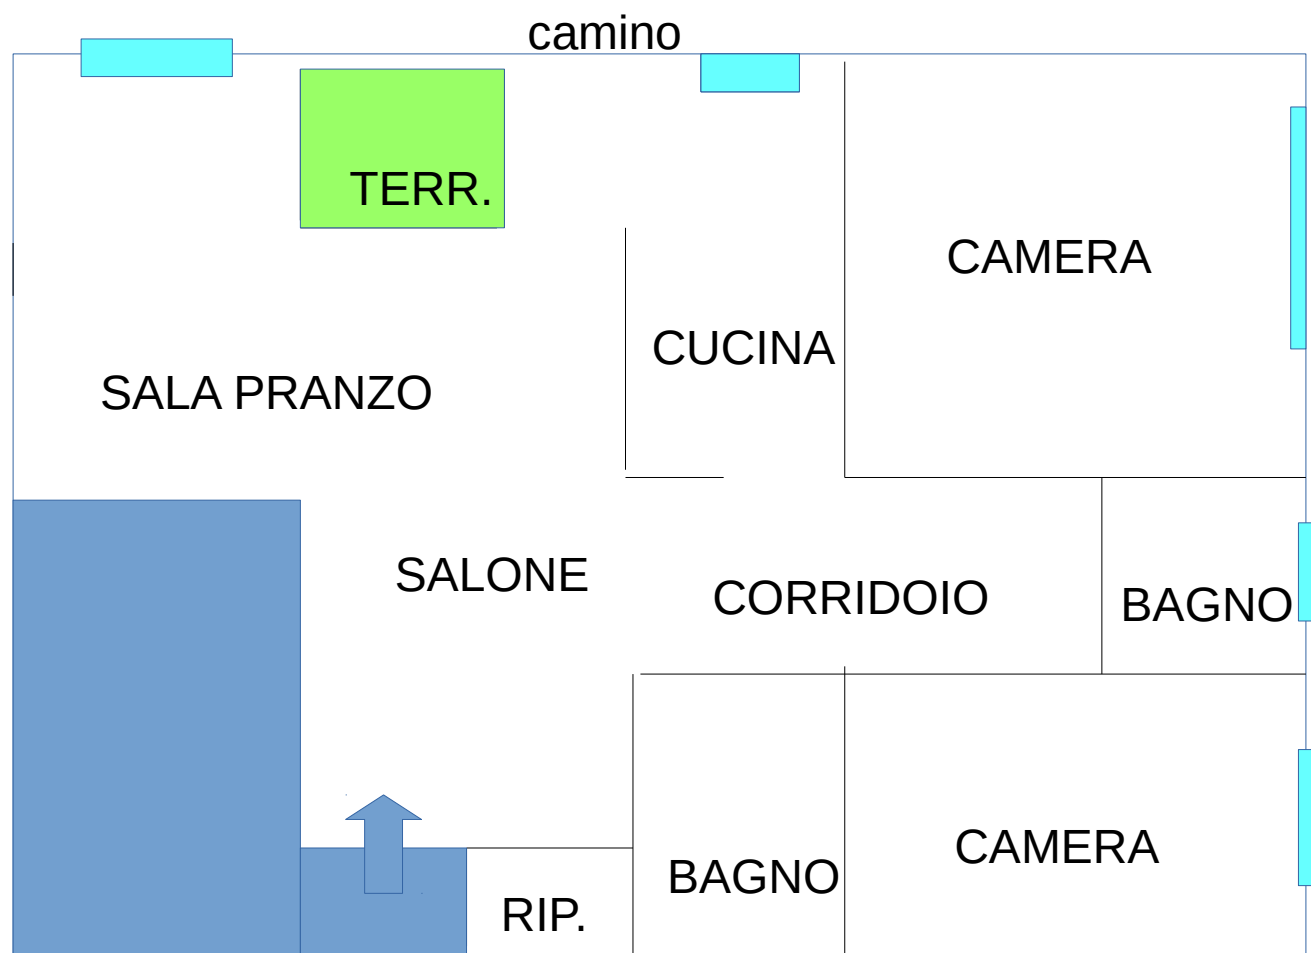 camino
TERR.
CAMERA
CUCINA
SALA PRANZO
SALONE
CORRIDOIO
BAGNO
CAMERA
BAGNO
RIP.